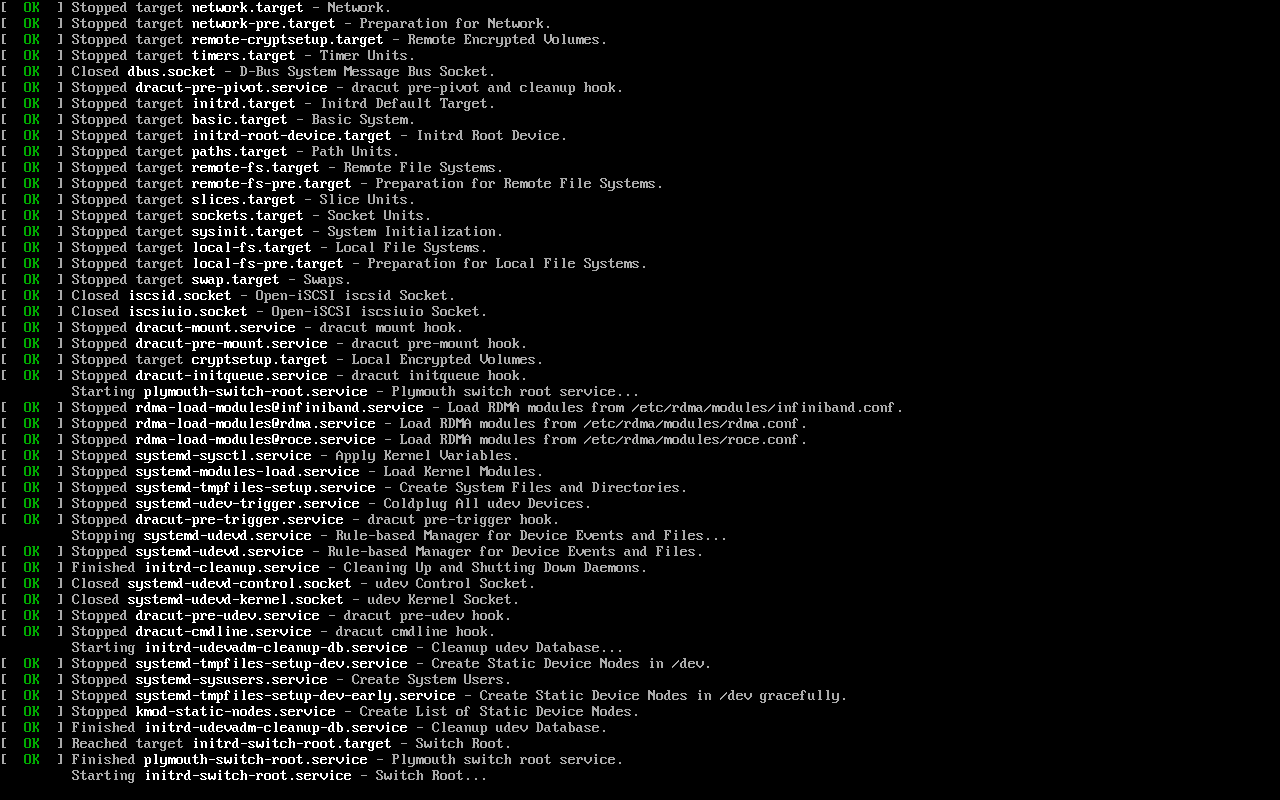 [  OK  ] Stopped target network.target - Network.
[  OK  ] Stopped target network-pre.target - Preparation for Network.
[  OK  ] Stopped target remote-cryptsetup.target - Remote Encrypted Volumes.
[  OK  ] Stopped target timers.target - Timer Units.
[  OK  ] Closed dbus.socket - D-Bus System Message Bus Socket.
[  OK  ] Stopped dracut-pre-pivot.service - dracut pre-pivot and cleanup hook.
[  OK  ] Stopped target initrd.target - Initrd Default Target.
[  OK  ] Stopped target basic.target - Basic System.
[  OK  ] Stopped target initrd-root-device.target - Initrd Root Device.
[  OK  ] Stopped target paths.target - Path Units.
[  OK  ] Stopped target remote-fs.target - Remote File Systems.
[  OK  ] Stopped target remote-fs-pre.target - Preparation for Remote File Systems.
[  OK  ] Stopped target slices.target - Slice Units.
[  OK  ] Stopped target sockets.target - Socket Units.
[  OK  ] Stopped target sysinit.target - System Initialization.
[  OK  ] Stopped target local-fs.target - Local File Systems.
[  OK  ] Stopped target local-fs-pre.target - Preparation for Local File Systems.
[  OK  ] Stopped target swap.target - Swaps.
[  OK  ] Closed iscsid.socket - Open-iSCSI iscsid Socket.
[  OK  ] Closed iscsiuio.socket - Open-iSCSI iscsiuio Socket.
[  OK  ] Stopped dracut-mount.service - dracut mount hook.
[  OK  ] Stopped dracut-pre-mount.service - dracut pre-mount hook.
[  OK  ] Stopped target cryptsetup.target - Local Encrypted Volumes.
[  OK  ] Stopped dracut-initqueue.service - dracut initqueue hook.
         Starting plymouth-switch-root.service - Plymouth switch root service...
[  OK  ] Stopped rdma-load-modules@infiniband.service - Load RDMA modules from /etc/rdma/modules/infiniband.conf.
[  OK  ] Stopped rdma-load-modules@rdma.service - Load RDMA modules from /etc/rdma/modules/rdma.conf.
[  OK  ] Stopped rdma-load-modules@roce.service - Load RDMA modules from /etc/rdma/modules/roce.conf.
[  OK  ] Stopped systemd-sysctl.service - Apply Kernel Variables.
[  OK  ] Stopped systemd-modules-load.service - Load Kernel Modules.
[  OK  ] Stopped systemd-tmpfiles-setup.service - Create System Files and Directories.
[  OK  ] Stopped systemd-udev-trigger.service - Coldplug All udev Devices.
[  OK  ] Stopped dracut-pre-trigger.service - dracut pre-trigger hook.
         Stopping systemd-udevd.service - Rule-based Manager for Device Events and Files...
[  OK  ] Stopped systemd-udevd.service - Rule-based Manager for Device Events and Files.
[  OK  ] Finished initrd-cleanup.service - Cleaning Up and Shutting Down Daemons.
[  OK  ] Closed systemd-udevd-control.socket - udev Control Socket.
[  OK  ] Closed systemd-udevd-kernel.socket - udev Kernel Socket.
[  OK  ] Stopped dracut-pre-udev.service - dracut pre-udev hook.
[  OK  ] Stopped dracut-cmdline.service - dracut cmdline hook.
         Starting initrd-udevadm-cleanup-db.service - Cleanup udev Database...
[  OK  ] Stopped systemd-tmpfiles-setup-dev.service - Create Static Device Nodes in /dev.
[  OK  ] Stopped systemd-sysusers.service - Create System Users.
[  OK  ] Stopped systemd-tmpfiles-setup-dev-early.service - Create Static Device Nodes in /dev gracefully.
[  OK  ] Stopped kmod-static-nodes.service - Create List of Static Device Nodes.
[  OK  ] Finished initrd-udevadm-cleanup-db.service - Cleanup udev Database.
[  OK  ] Reached target initrd-switch-root.target - Switch Root.
[  OK  ] Finished plymouth-switch-root.service - Plymouth switch root service.
         Starting initrd-switch-root.service - Switch Root...